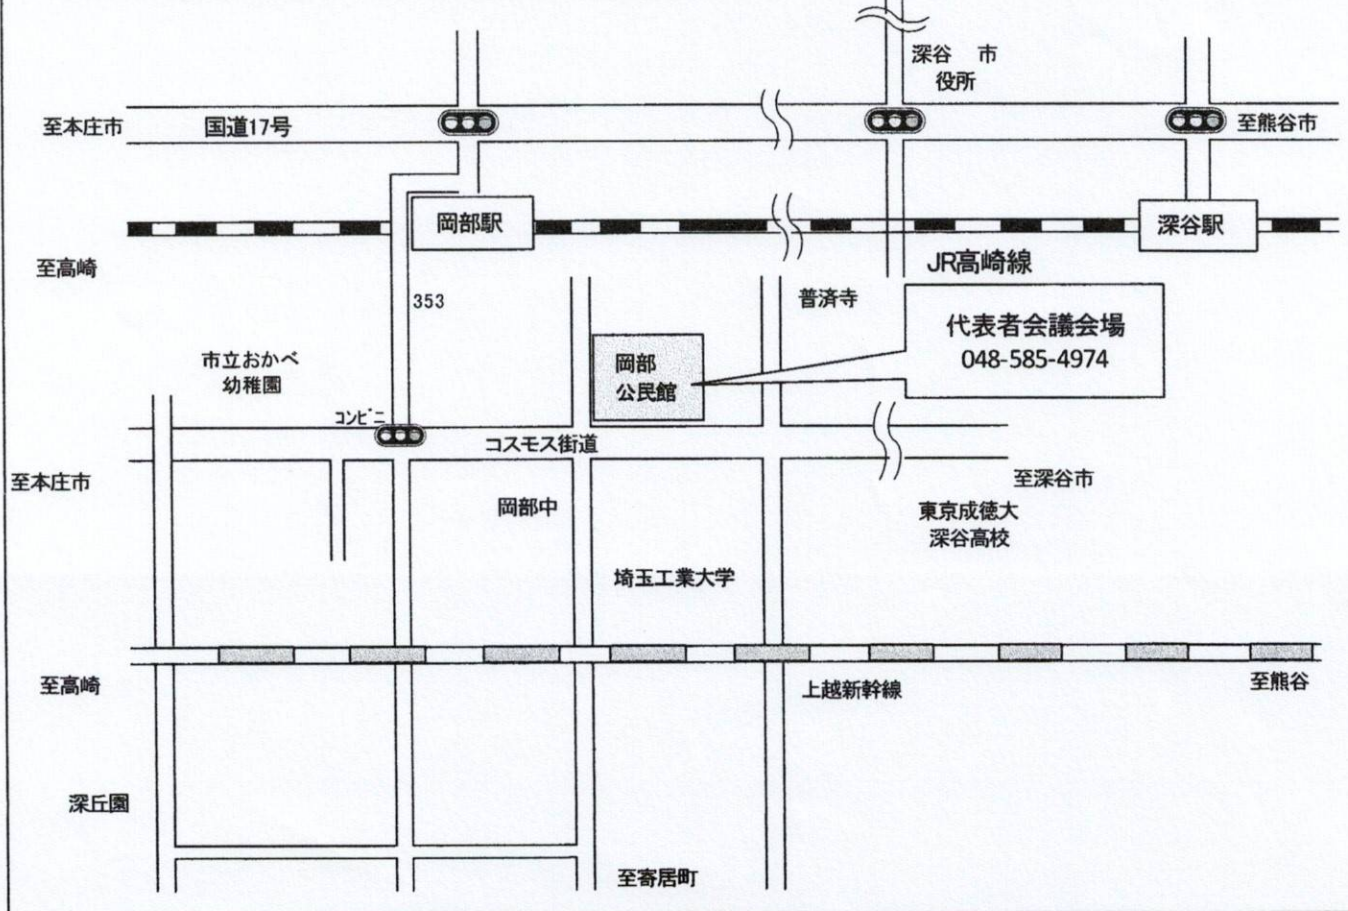 深谷　市
役所
至本庄市
国道17号
至熊谷市
岡部駅
深谷駅
至高崎
JR高崎線
353
普済寺
代表者会議会場
048-585-4974
市立おかべ
幼稚園
岡部
公民館
コンビニ
コスモス街道
至本庄市
至深谷市
岡部中
東京成徳大
深谷高校
埼玉工業大学
至高崎
上越新幹線
至熊谷
深丘園
至寄居町